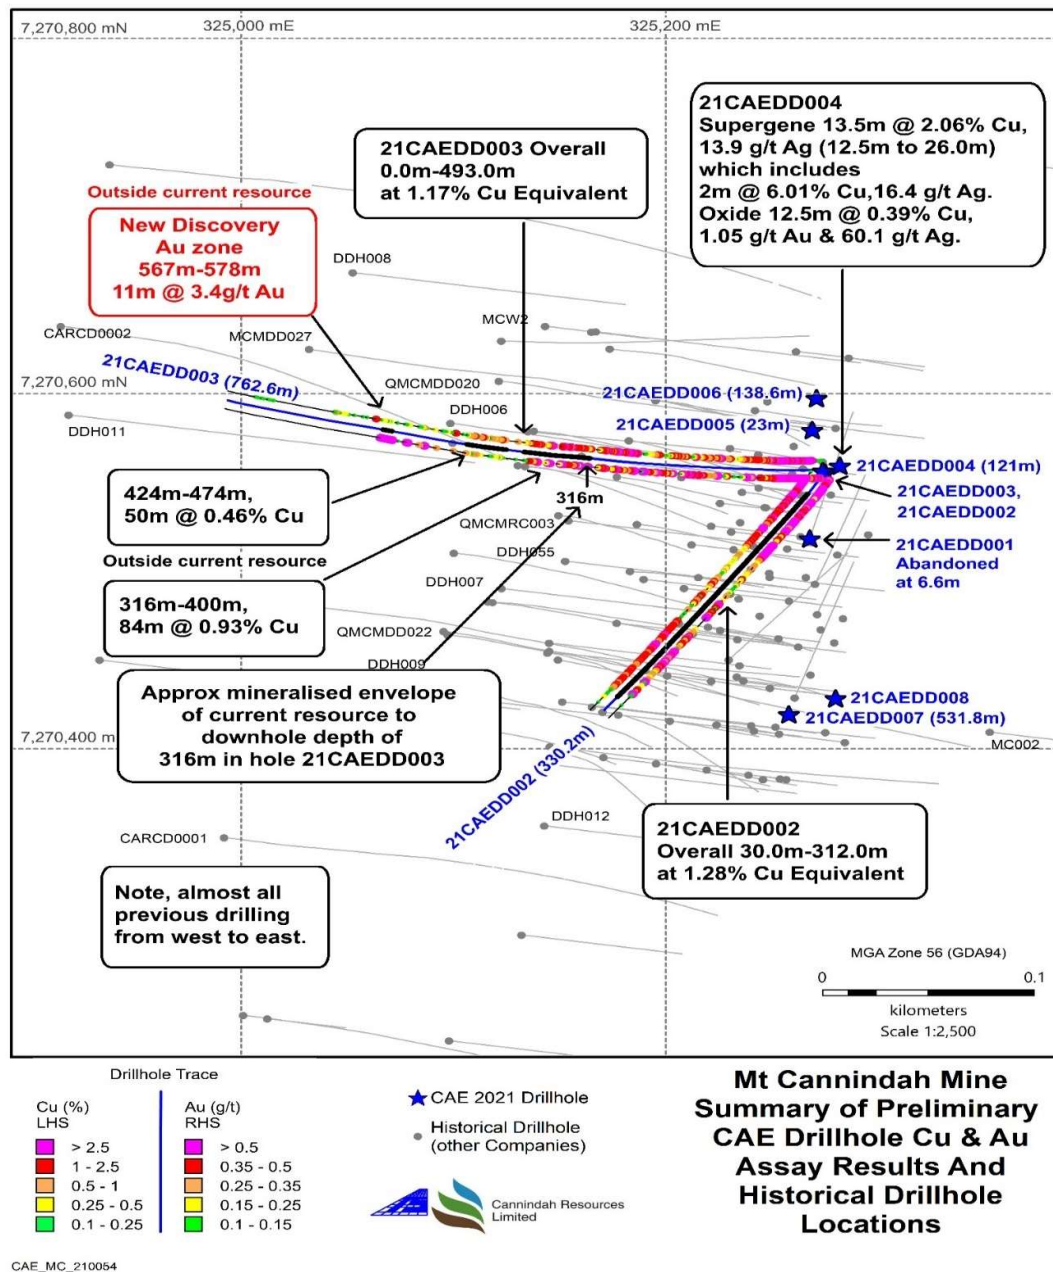 7,270,800 mN
325,000 mE
325,200 mE
21CAEDD004
Supergene 13.5m @ 2.06% Cu,
13.9 g/t Ag (12.5m to 26.0m)
which includes
2m @ 6.01% Cu,16.4 g/t Ag.
Oxide 12.5m @ 0.39% Cu,
1.05 g/t Au & 60.1 g/t Ag.
21CAEDD003 Overall
0.0m-493.0m
at 1.17% Cu Equivalent
Outside current resource
New Discovery
Au zone
567m-578m
11m @ 3.4g/t Au
DDH008
CARCD0002
MCMDD027
MCW2
21CAEDD003 (762.6m)
7,270,600 mN
QMCMDD020
DDH006
DDH011
21CAEDD006 (138.6m)
21CAEDD005 (23m)
21CAEDD004 (121m)
21CAEDD003,
21CAEDD002
21CAEDD001
Abandoned
at 6.6m
424m-474m,
50m @ 0.46% Cu
316m
QMCMRC003
DDH055
Outside current resource
316m-400m,
84m @ 0.93% Cu
DDH007
QMCMDD022
DDH009
Approx mineralised envelope
of current resource to
downhole depth of
316m in hole 21CAEDD003
21CAEDD008
21CAEDD007 (531.8m)
7,270,400 mN
MC002
21CAEDD002 (330.2m)
DDH012
CARCD0001
21CAEDD002
Overall 30.0m-312.0m
at 1.28% Cu Equivalent
Note, almost all
previous drilling
from west to east.
MGA Zone 56 (GDA94)
0 0.1
kilometers
Scale 1:2,500
Drillhole Trace
Cu (%)
LHS
> 2.5
1 - 2.5
0.5 - 1
0.25 - 0.5
0.1 - 0.25
Au (g/t)
RHS
> 0.5
0.35 - 0.5
0.25 - 0.35
0.15 - 0.25
0.1 - 0.15
CAE 2021 Drillhole
Historical Drillhole
(other Companies)
Cannindah Resources
Limited
Mt Cannindah Mine
Summary of Preliminary
CAE Drillhole Cu & Au
Assay Results And
Historical Drillhole
Locations
CAE_MC_210054